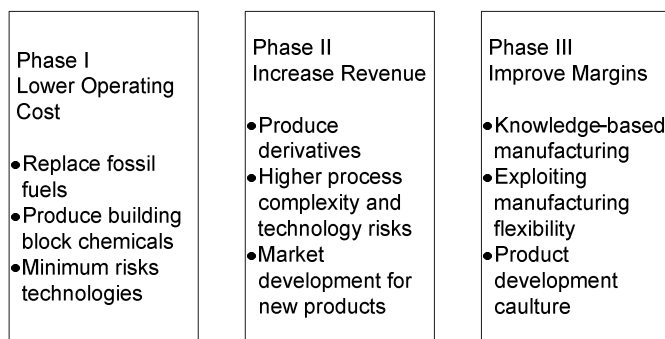 Phase I
Lower Operating
Cost
•Replace fossil
fuels
•Produce building
block chemicals
•Minimum risks
technologies
Phase II
Increase Revenue
•Produce
derivatives
•Higher process
complexity and
technology risks
•Market
development for
new products
Phase III
Improve Margins
•Knowledge-based
manufacturing
•Exploiting
manufacturing
flexibility
•Product
development
caulture